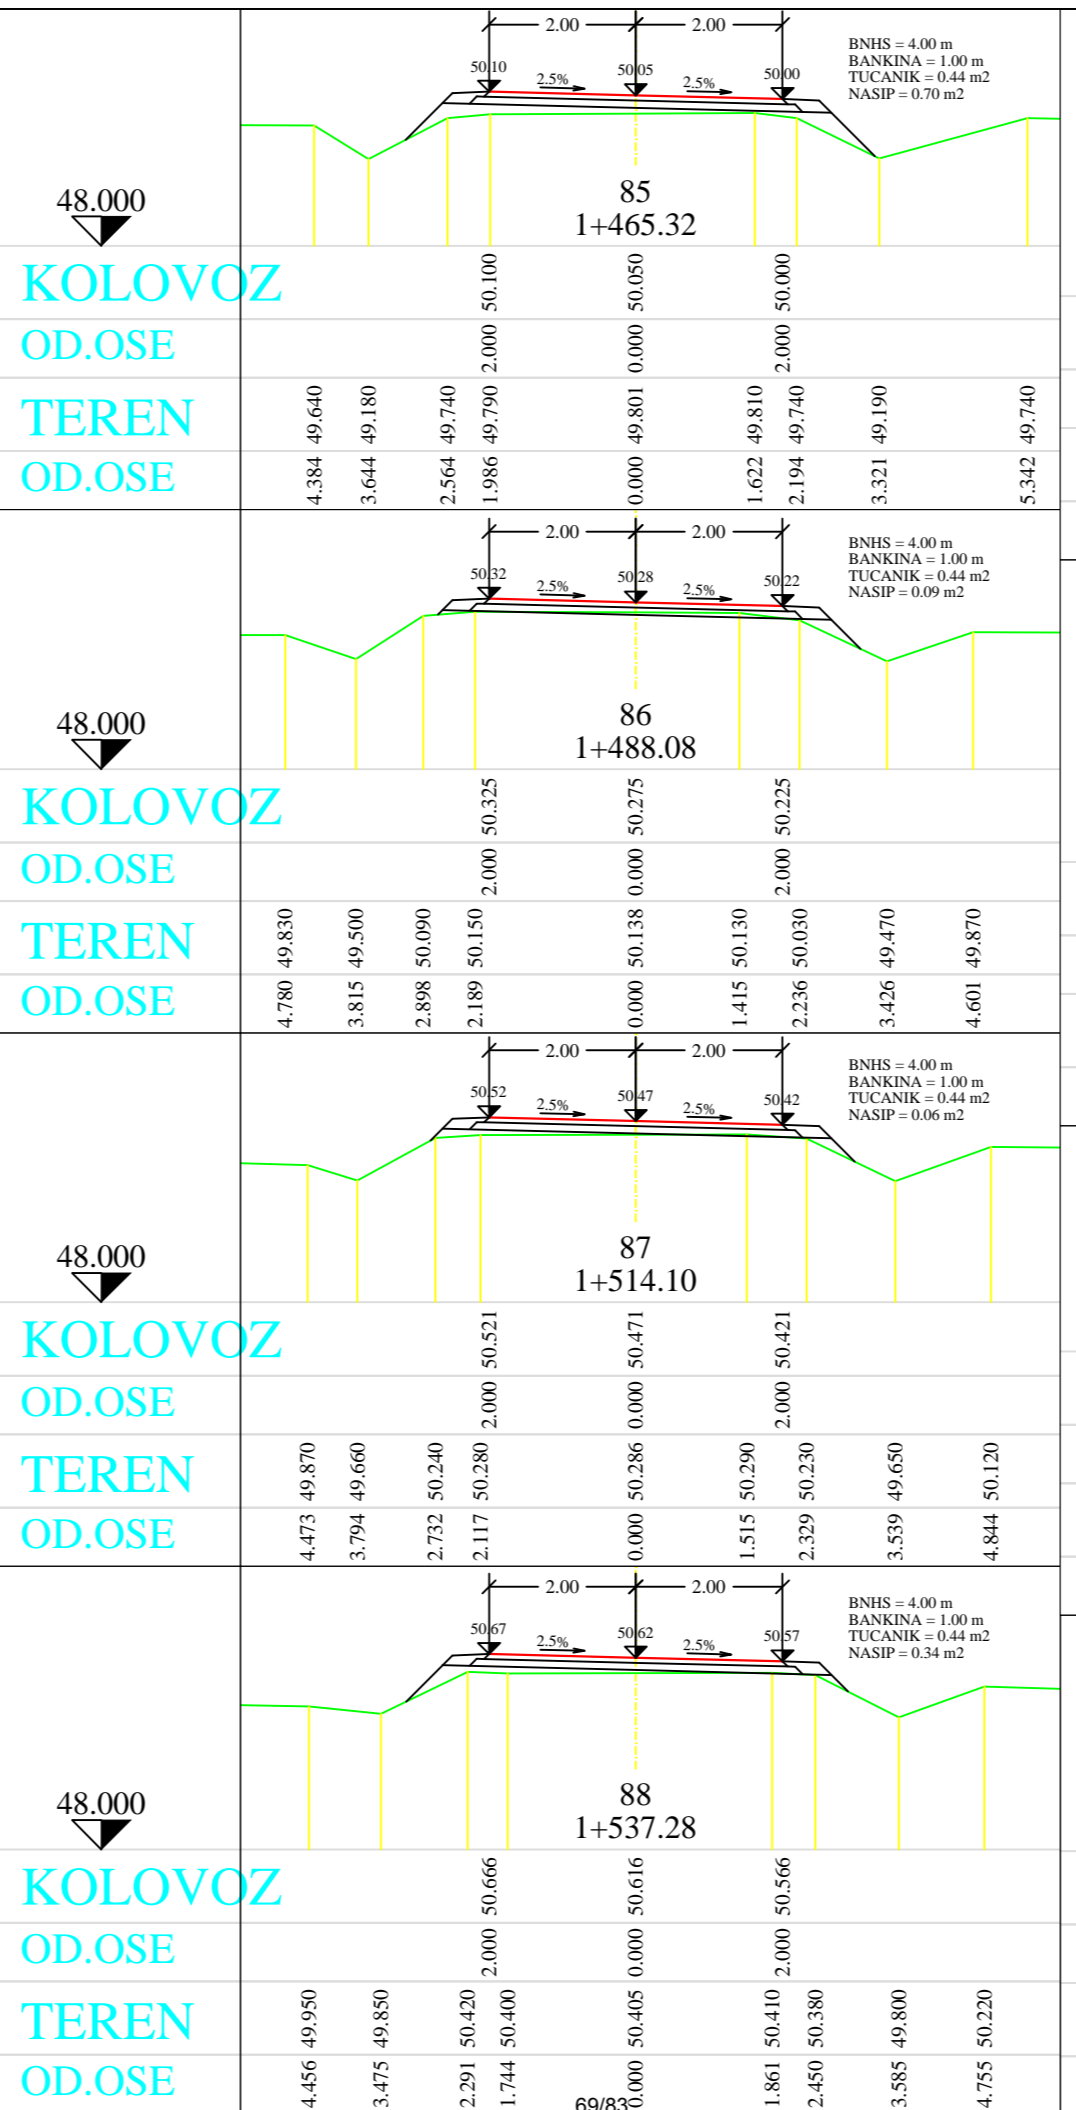 2.00 2.00
BNHS = 4.00 m
BANKINA = 1.00 m
TUCANIK = 0.44 m2
NASIP = 0.70 m2
50.10 2.5% 50.05 2.5% 50.00
85
1+465.32
48.000
KOLOVOZ 50.100 50.050 50.000
OD.OSE 2.000 0.000 2.000
TEREN 49.640 49.180 49.740 49.790 49.801 49.810 49.740 49.190 49.740
OD.OSE 4.384 3.644 2.564 1.986 0.000 1.622 2.194 3.321 5.342
2.00 2.00
BNHS = 4.00 m
BANKINA = 1.00 m
TUCANIK = 0.44 m2
NASIP = 0.09 m2
50.32 2.5% 50.28 2.5% 50.22
86
1+488.08
48.000
KOLOVOZ 50.325 50.275 50.225
OD.OSE 2.000 0.000 2.000
TEREN 49.830 49.500 50.090 50.150 50.138 50.130 50.030 49.470 49.870
OD.OSE 4.780 3.815 2.898 2.189 0.000 1.415 2.236 3.426 4.601
2.00 2.00
BNHS = 4.00 m
BANKINA = 1.00 m
TUCANIK = 0.44 m2
NASIP = 0.06 m2
50.52 2.5% 50.47 2.5% 50.42
87
1+514.10
48.000
KOLOVOZ 50.521 50.471 50.421
OD.OSE 2.000 0.000 2.000
TEREN 49.870 49.660 50.240 50.280 50.286 50.290 50.230 49.650 50.120
OD.OSE 4.473 3.794 2.732 2.117 0.000 1.515 2.329 3.539 4.844
2.00 2.00
BNHS = 4.00 m
BANKINA = 1.00 m
TUCANIK = 0.44 m2
NASIP = 0.34 m2
50.67 2.5% 50.62 2.5% 50.57
88
1+537.28
48.000
KOLOVOZ 50.666 50.616 50.566
OD.OSE 2.000 0.000 2.000
TEREN 49.950 49.850 50.420 50.400 50.405 50.410 50.380 49.800 50.220
OD.OSE 4.456 3.475 2.291 1.744 0.000 1.861 2.450 3.585 4.755
69/83